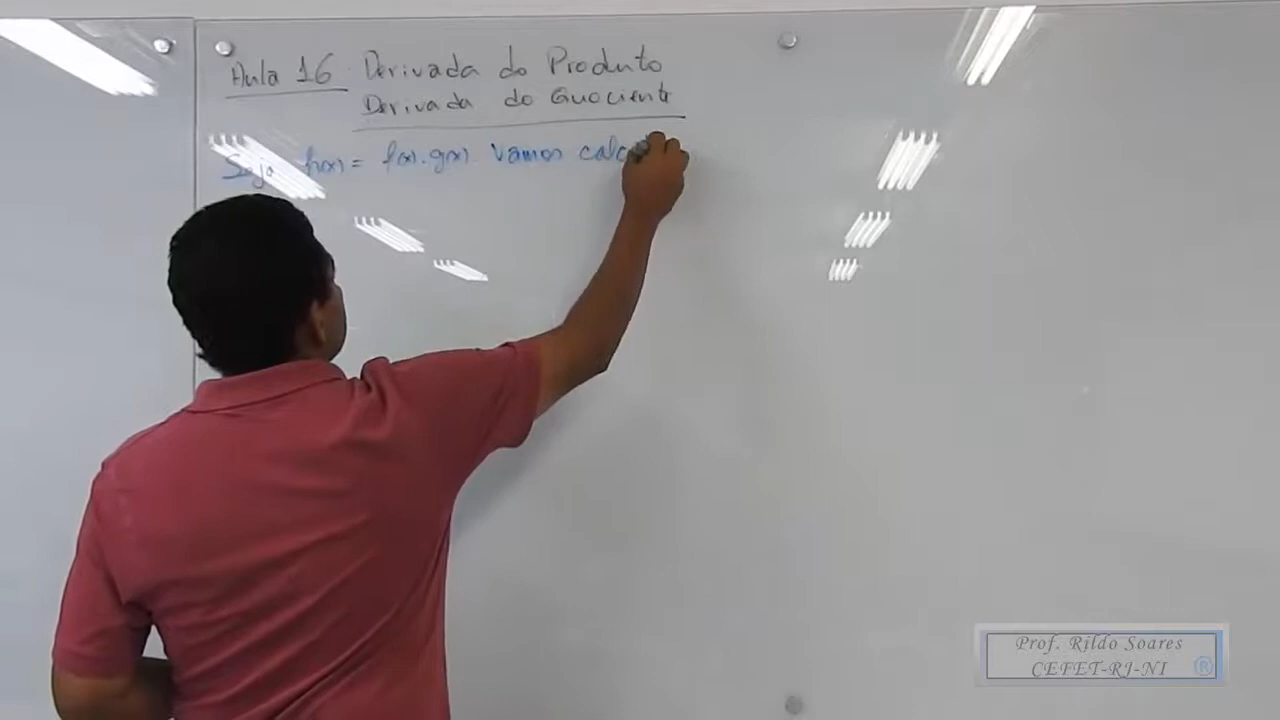 Aula 16 Derivada do Produto
Derivada do Quociente
Seja h(x) = f(x).g(x). Vamos calc
Prof. Rildo Soares
CEFET-RJ-NI ®